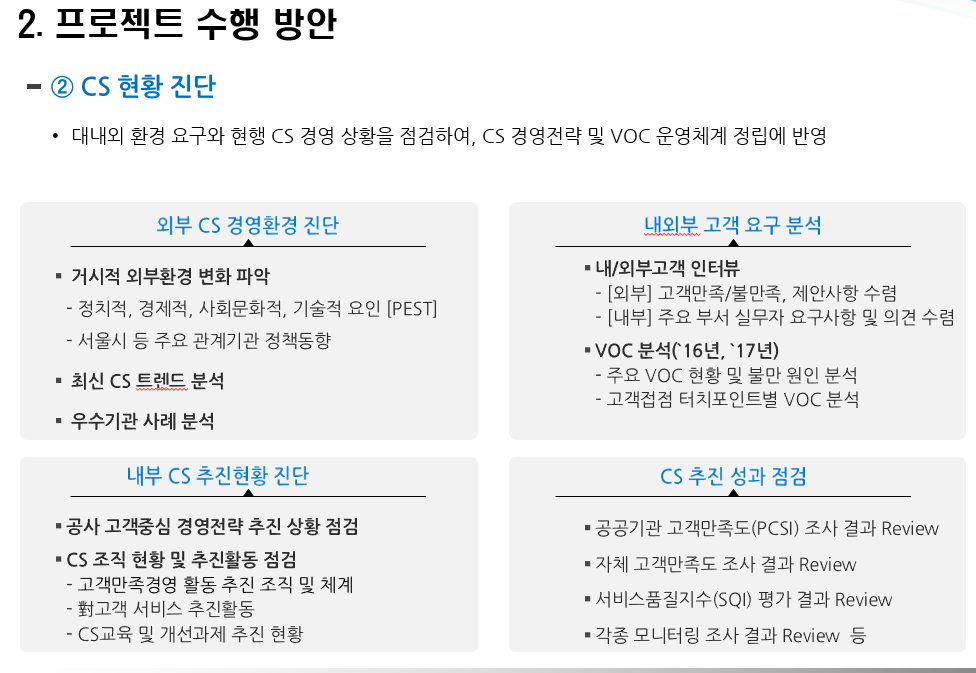 2. 프로젝트 수행 방안
– ② CS 현황 진단
• 대내외 환경 요구와 현행 CS 경영 상황을 점검하여, CS 경영전략 및 VOC 운영체계 정립에 반영
외부 CS 경영환경 진단
▪ 거시적 외부환경 변화 파악
- 정치적, 경제적, 사회문화적, 기술적 요인 [PEST]
- 서울시 등 주요 관계기관 정책동향
▪ 최신 CS 트렌드 분석
▪ 우수기관 사례 분석
내외부 고객 요구 분석
▪ 내/외부고객 인터뷰
- [외부] 고객만족/불만족, 제안사항 수렴
- [내부] 주요 부서 실무자 요구사항 및 의견 수렴
▪ VOC 분석(`16년, `17년)
- 주요 VOC 현황 및 불만 원인 분석
- 고객접점 터치포인트별 VOC 분석
내부 CS 추진현황 진단
▪ 공사 고객중심 경영전략 추진 상황 점검
▪ CS 조직 현황 및 추진활동 점검
- 고객만족경영 활동 추진 조직 및 체계
- 對고객 서비스 추진활동
- CS교육 및 개선과제 추진 현황
CS 추진 성과 점검
▪ 공공기관 고객만족도(PCSI) 조사 결과 Review
▪ 자체 고객만족도 조사 결과 Review
▪ 서비스품질지수(SQI) 평가 결과 Review
▪ 각종 모니터링 조사 결과 Review 등